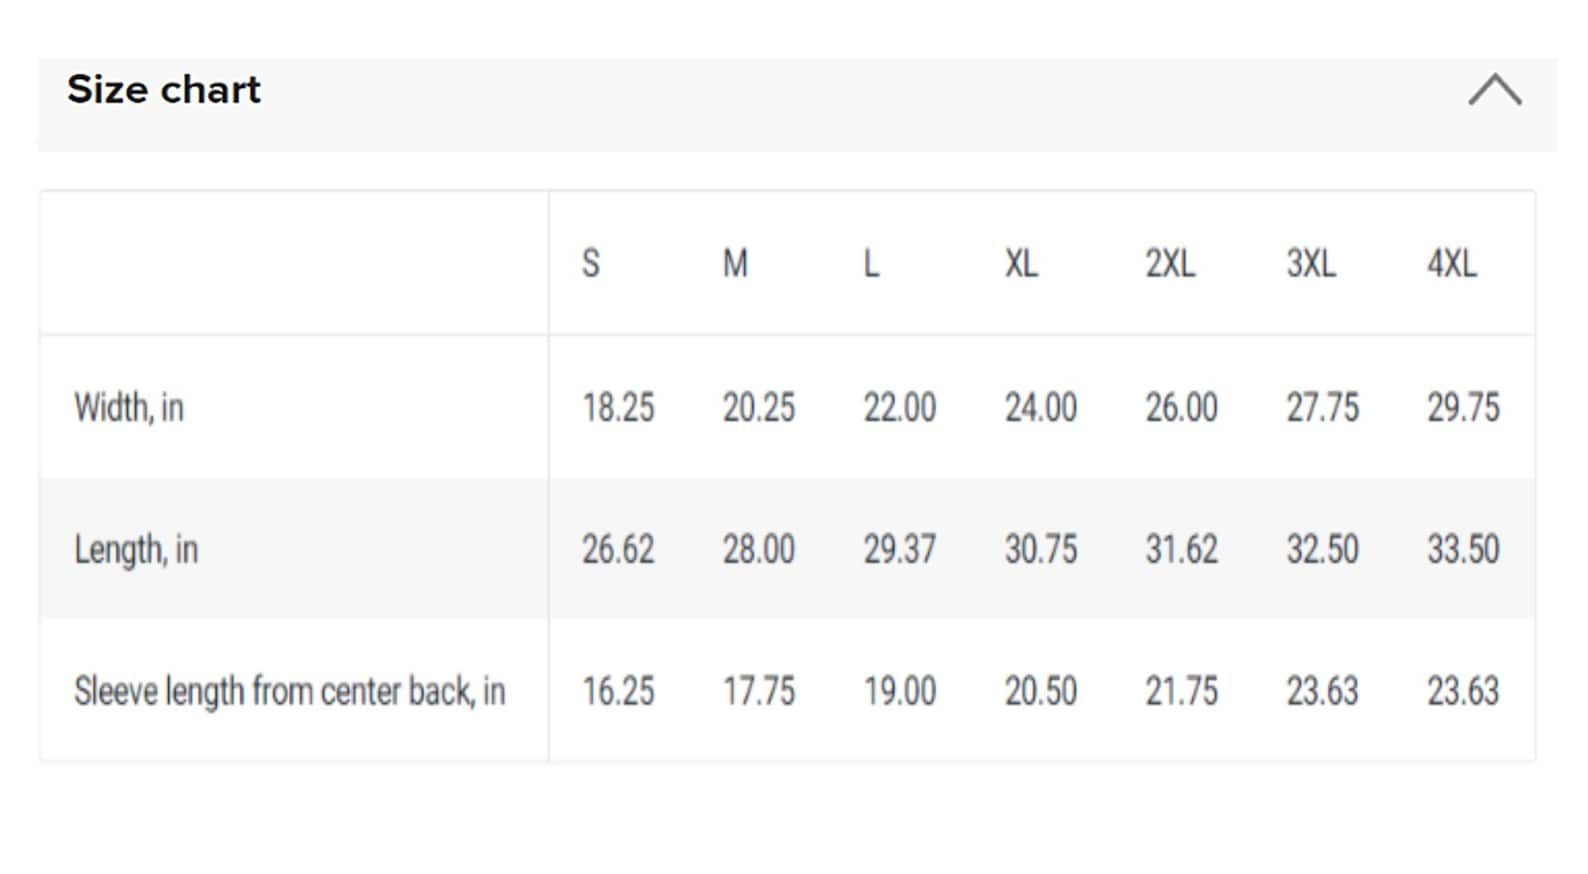 Size chart
S M L XL 2XL 3XL 4XL
Width, in 18.25 20.25 22.00 24.00 26.00 27.75 29.75
Length, in 26.62 28.00 29.37 30.75 31.62 32.50 33.50
Sleeve length from center back, in 16.25 17.75 19.00 20.50 21.75 23.63 23.63